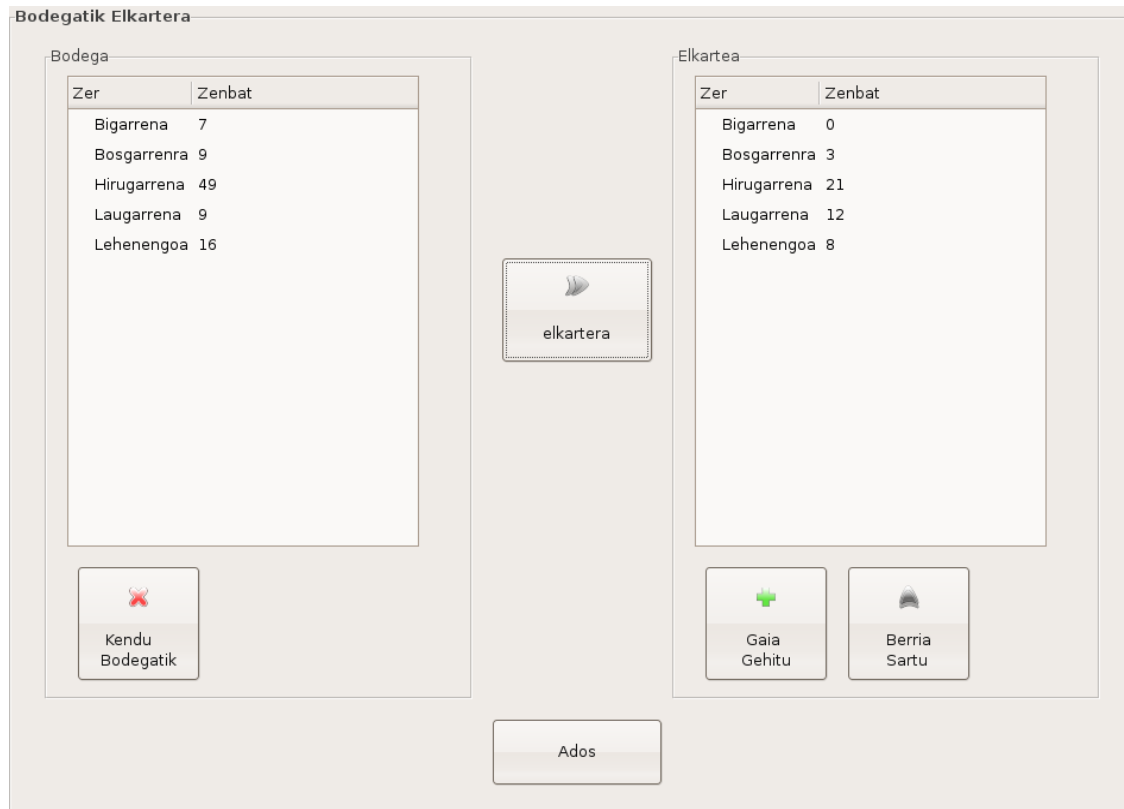 Bodegatik Elkartera
Bodega
Zer Zenbat
Bigarrena 7
Bosgarrenra 9
Hirugarrena 49
Laugarrena 9
Lehenengoa 16
Kendu
Bodegatik
elkartera
Elkartea
Zer Zenbat
Bigarrena 0
Bosgarrenra 3
Hirugarrena 21
Laugarrena 12
Lehenengoa 8
Gaia
Gehitu
Berria
Sartu
Ados